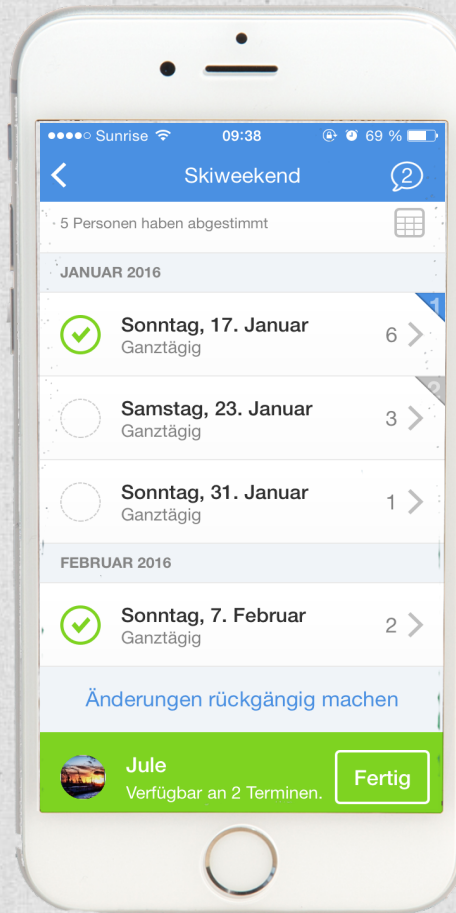 Sunrise 09:38 69 %
Skiweekend 2
5 Personen haben abgestimmt
JANUAR 2016
1
Sonntag, 17. Januar 6
Ganztägig
2
Samstag, 23. Januar 3
Ganztägig
Sonntag, 31. Januar 1
Ganztägig
FEBRUAR 2016
Sonntag, 7. Februar 2
Ganztägig
Änderungen rückgängig machen
Jule
Verfügbar an 2 Terminen.
Fertig